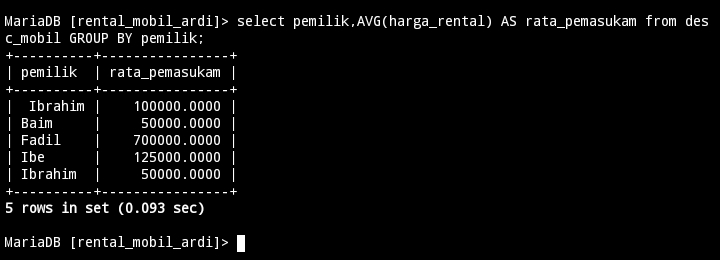 MariaDB [rental_mobil_ardi]> select pemilik,AVG(harga_rental) AS rata_pemasukam from des
c_mobil GROUP BY pemilik;
+----------+----------------+
| pemilik  | rata_pemasukam |
+----------+----------------+
|  Ibrahim |    100000.0000 |
| Baim     |     50000.0000 |
| Fadil    |    700000.0000 |
| Ibe      |    125000.0000 |
| Ibrahim  |     50000.0000 |
+----------+----------------+
5 rows in set (0.093 sec)
MariaDB [rental_mobil_ardi]>